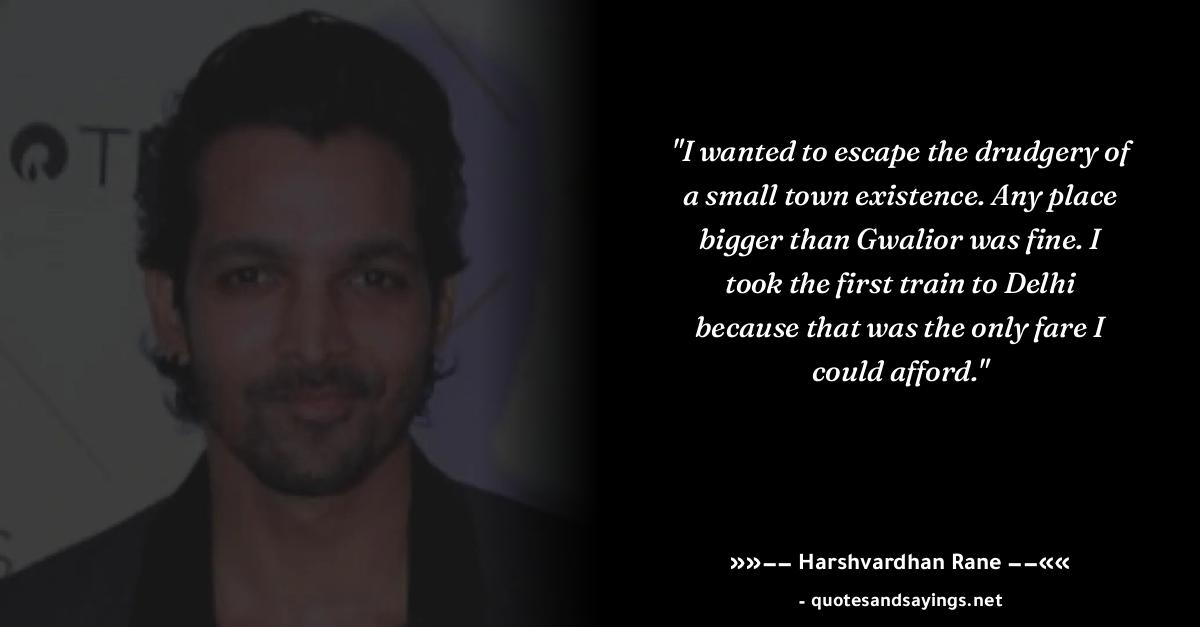 "I wanted to escape the drudgery of
a small town existence. Any place
bigger than Gwalior was fine. I
took the first train to Delhi
because that was the only fare I
could afford."
»»−− Harshvardhan Rane −−««
- quotesandsayings.net